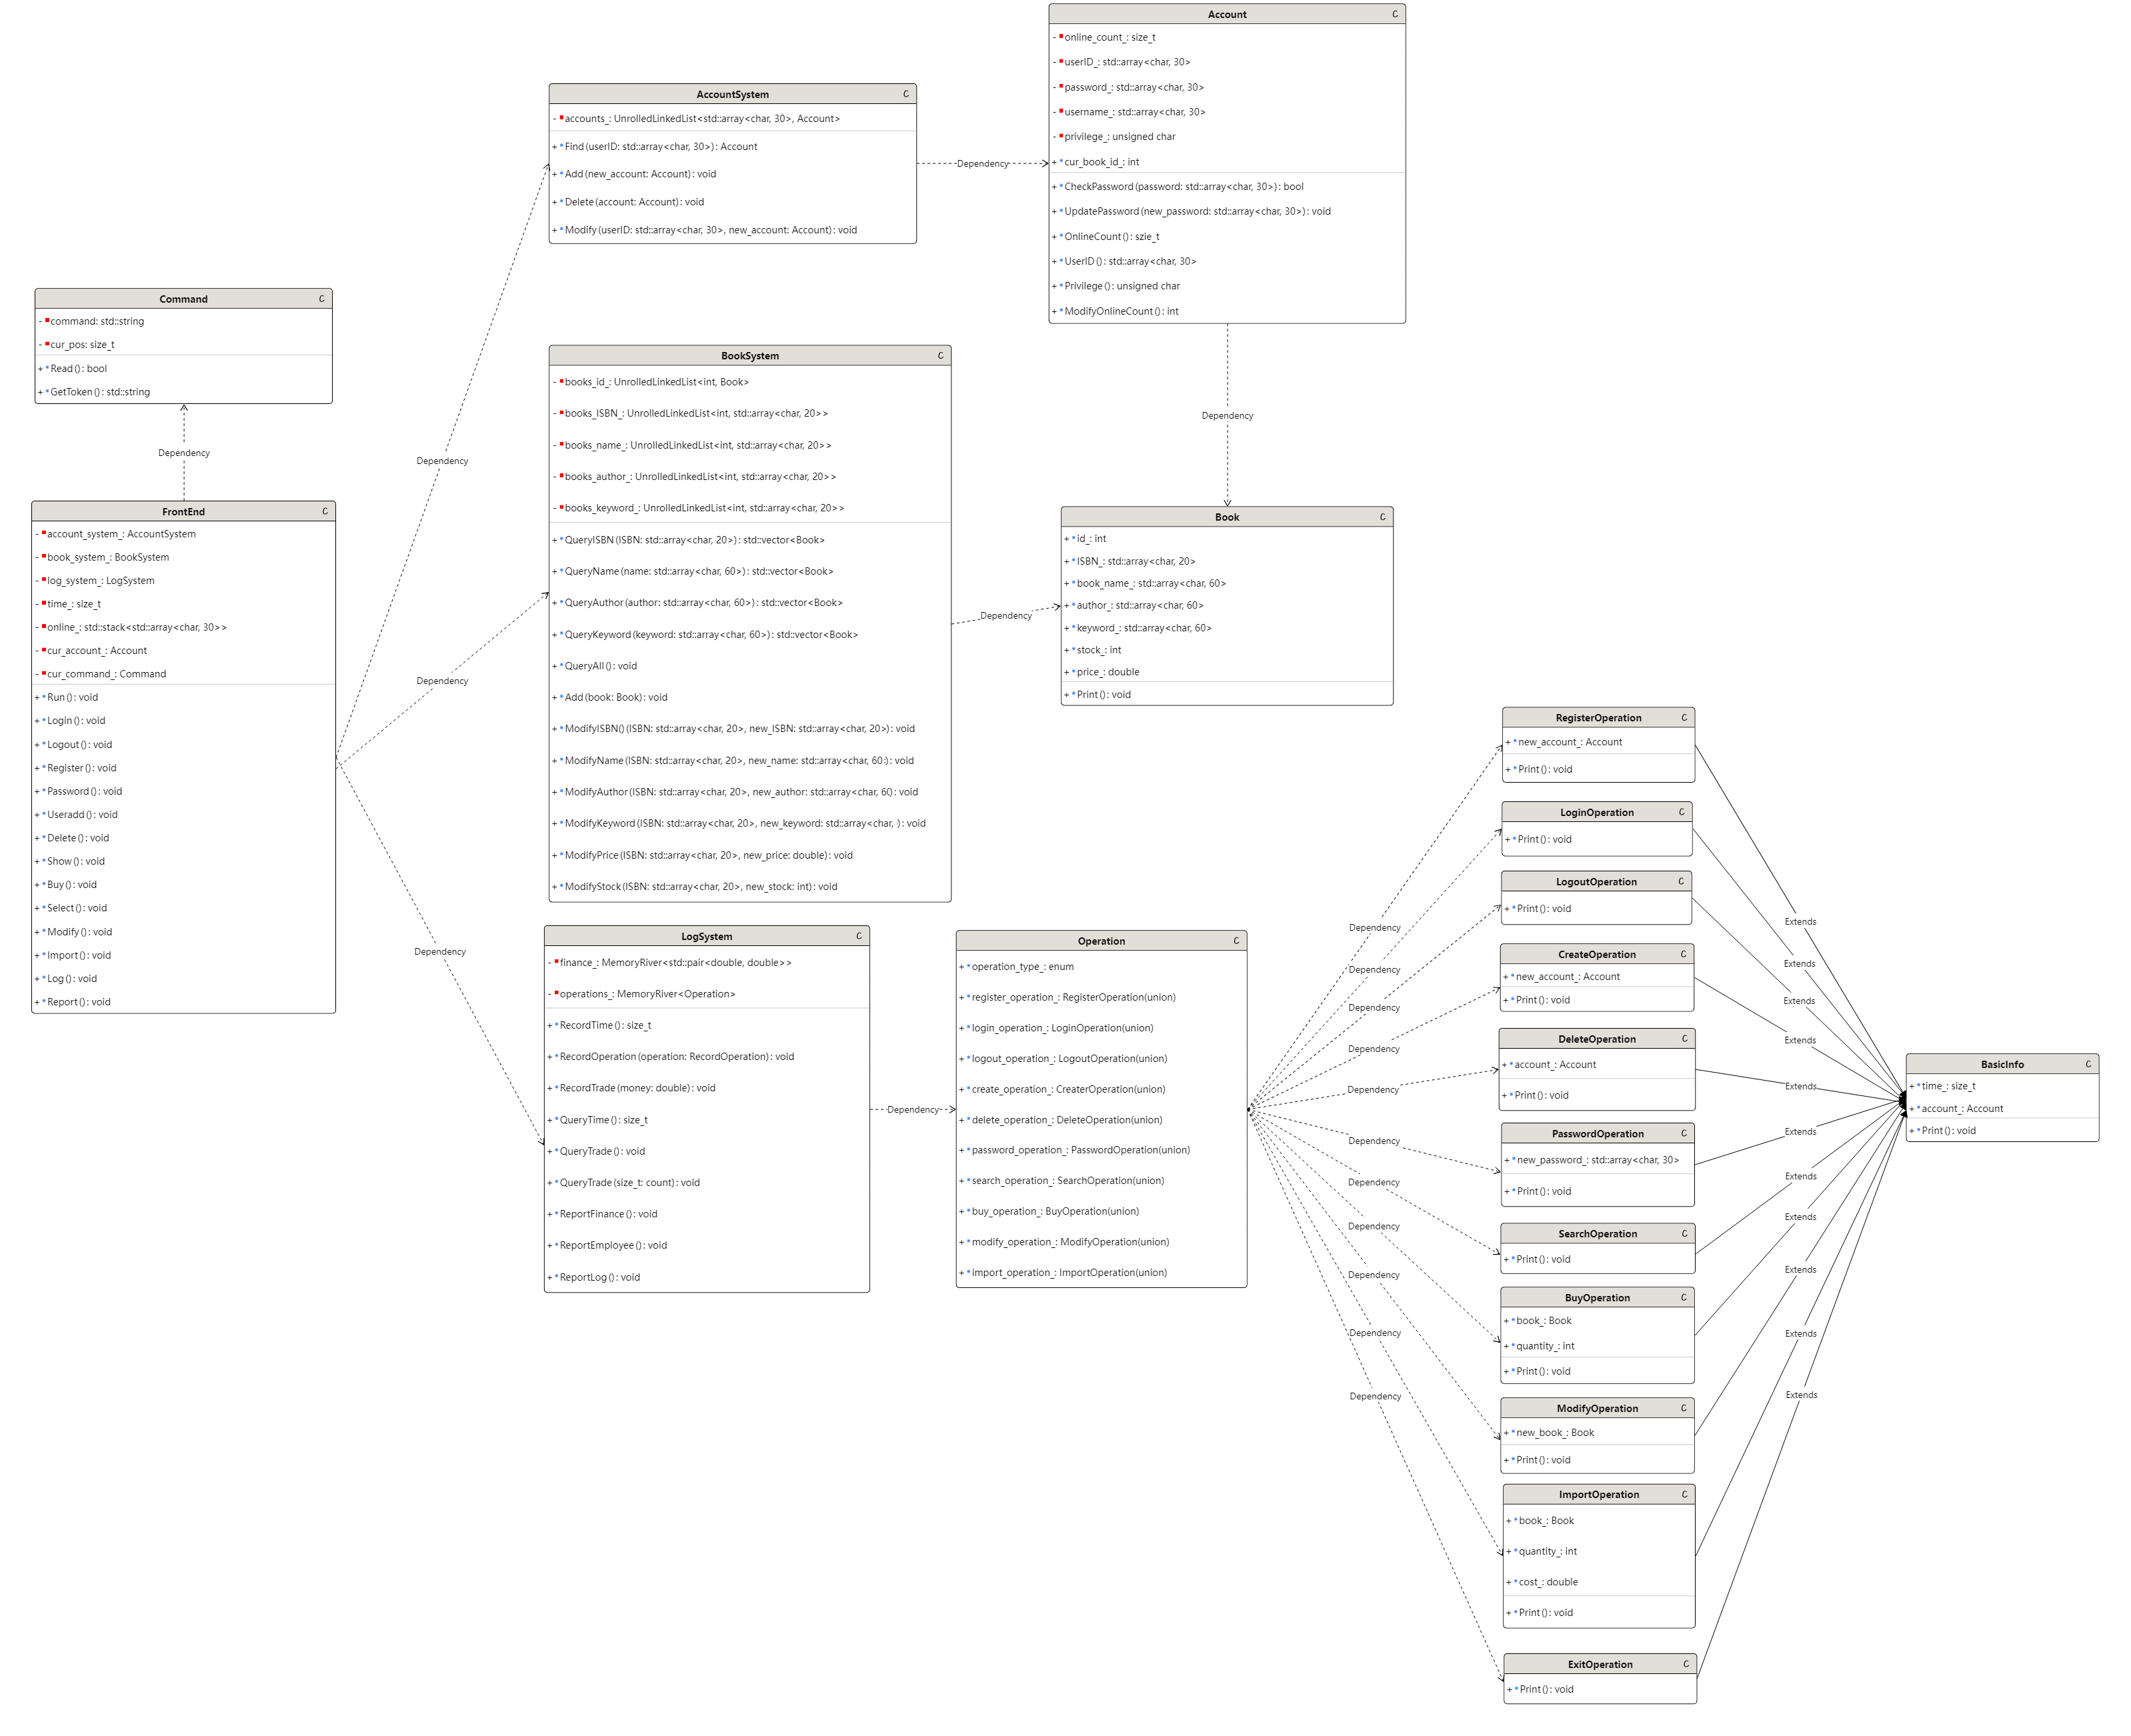 Command C
- command: std::string
- cur_pos: size_t
+ Read(): bool
+ GetToken(): std::string
Dependency
FrontEnd C
- account_system_: AccountSystem
- book_system_: BookSystem
- log_system_: LogSystem
- time_: size_t
- online_: std::stack<std::array<char, 30>>
- cur_account_: Account
- cur_command_: Command
+ Run(): void
+ Login(): void
+ Logout(): void
+ Register(): void
+ Password(): void
+ Useradd(): void
+ Delete(): void
+ Show(): void
+ Buy(): void
+ Select(): void
+ Modify(): void
+ Import(): void
+ Log(): void
+ Report(): void
Dependency
Dependency
Dependency
AccountSystem C
- accounts_: UnrolledLinkedList<std::array<char, 30>, Account>
+ Find(userID: std::array<char, 30>): Account
+ Add(new_account: Account): void
+ Delete(account: Account): void
+ Modify(userID: std::array<char, 30>, new_account: Account): void
Dependency
Account C
- online_count_: size_t
- userID_: std::array<char, 30>
- password_: std::array<char, 30>
- username_: std::array<char, 30>
- privilege_: unsigned char
+ cur_book_id_: int
+ CheckPassword(password: std::array<char, 30>): bool
+ UpdatePassword(new_password: std::array<char, 30>): void
+ OnlineCount(): szie_t
+ UserID(): std::array<char, 30>
+ Privilege(): unsigned char
+ ModifyOnlineCount(): int
Dependency
BookSystem C
- books_id_: UnrolledLinkedList<int, Book>
- books_ISBN_: UnrolledLinkedList<int, std::array<char, 20>>
- books_name_: UnrolledLinkedList<int, std::array<char, 20>>
- books_author_: UnrolledLinkedList<int, std::array<char, 20>>
- books_keyword_: UnrolledLinkedList<int, std::array<char, 20>>
+ QueryISBN(ISBN: std::array<char, 20>): std::vector<Book>
+ QueryName(name: std::array<char, 60>): std::vector<Book>
+ QueryAuthor(author: std::array<char, 60>): std::vector<Book>
+ QueryKeyword(keyword: std::array<char, 60>): std::vector<Book>
+ QueryAll(): void
+ Add(book: Book): void
+ ModifyISBN()(ISBN: std::array<char, 20>, new_ISBN: std::array<char, 20>): void
+ ModifyName(ISBN: std::array<char, 20>, new_name: std::array<char, 60:): void
+ ModifyAuthor(ISBN: std::array<char, 20>, new_author: std::array<char, 6(): void
+ ModifyKeyword(ISBN: std::array<char, 20>, new_keyword: std::array<char, ): void
+ ModifyPrice(ISBN: std::array<char, 20>, new_price: double): void
+ ModifyStock(ISBN: std::array<char, 20>, new_stock: int): void
Dependency
Book C
+ id_: int
+ ISBN_: std::array<char, 20>
+ book_name_: std::array<char, 60>
+ author_: std::array<char, 60>
+ keyword_: std::array<char, 60>
+ stock_: int
+ price_: double
+ Print(): void
LogSystem C
- finance_: MemoryRiver<std::pair<double, double>>
- operations_: MemoryRiver<Operation>
+ RecordTime(): size_t
+ RecordOperation(operation: RecordOperation): void
+ RecordTrade(money: double): void
+ QueryTime(): size_t
+ QueryTrade(): void
+ QueryTrade(size_t: count): void
+ ReportFinance(): void
+ ReportEmployee(): void
+ ReportLog(): void
Dependency
Operation C
+ operation_type_: enum
+ register_operation_: RegisterOperation(union)
+ login_operation_: LoginOperation(union)
+ logout_operation_: LogoutOperation(union)
+ create_operation_: CreaterOperation(union)
+ delete_operation_: DeleteOperation(union)
+ password_operation_: PasswordOperation(union)
+ search_operation_: SearchOperation(union)
+ buy_operation_: BuyOperation(union)
+ modify_operation_: ModifyOperation(union)
+ import_operation_: ImportOperation(union)
Dependency
Dependency
Dependency
Dependency
Dependency
Dependency
Dependency
Dependency
Dependency
Dependency
Dependency
RegisterOperation C
+ new_account_: Account
+ Print(): void
LoginOperation C
+ Print(): void
LogoutOperation C
+ Print(): void
CreateOperation C
+ new_account_: Account
+ Print(): void
DeleteOperation C
+ account_: Account
+ Print(): void
PasswordOperation C
+ new_password_: std::array<char, 30>
+ Print(): void
SearchOperation C
+ Print(): void
BuyOperation C
+ book_: Book
+ quantity_: int
+ Print(): void
ModifyOperation C
+ new_book_: Book
+ Print(): void
ImportOperation C
+ book_: Book
+ quantity_: int
+ cost_: double
+ Print(): void
ExitOperation C
+ Print(): void
Extends
Extends
Extends
Extends
Extends
Extends
Extends
Extends
Extends
Extends
Extends
BasicInfo C
+ time_: size_t
+ account_: Account
+ Print(): void